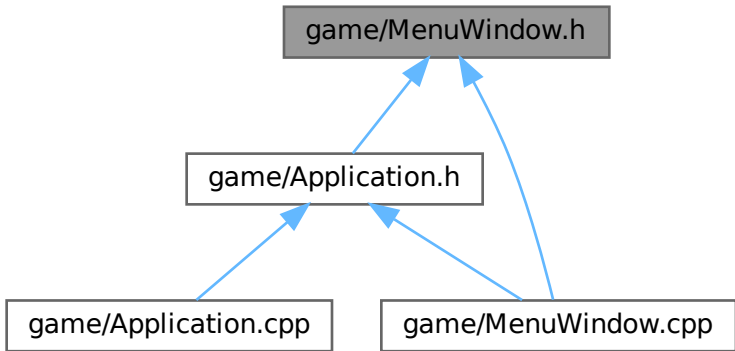 game/MenuWindow.h
game/Application.h
game/Application.cpp
game/MenuWindow.cpp